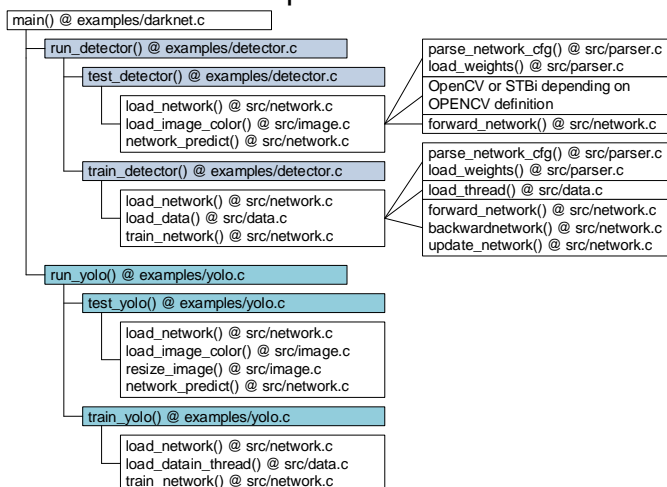 main() @ examples/darknet.c
run_detector() @ examples/detector.c
test_detector() @ examples/detector.c
load_network() @ src/network.c
load_image_color() @ src/image.c
network_predict() @ src/network.c
parse_network_cfg() @ src/parser.c
load_weights() @ src/parser.c
OpenCV or STBi depending on
OPENCV definition
forward_network() @ src/network.c
train_detector() @ examples/detector.c
load_network() @ src/network.c
load_data() @ src/data.c
train_network() @ src/network.c
parse_network_cfg() @ src/parser.c
load_weights() @ src/parser.c
load_thread() @ src/data.c
forward_network() @ src/network.c
backwardnetwork() @ src/network.c
update_network() @ src/network.c
run_yolo() @ examples/yolo.c
test_yolo() @ examples/yolo.c
load_network() @ src/network.c
load_image_color() @ src/image.c
resize_image() @ src/image.c
network_predict() @ src/network.c
train_yolo() @ examples/yolo.c
load_network() @ src/network.c
load_datain_thread() @ src/data.c
train_network() @ src/network.c